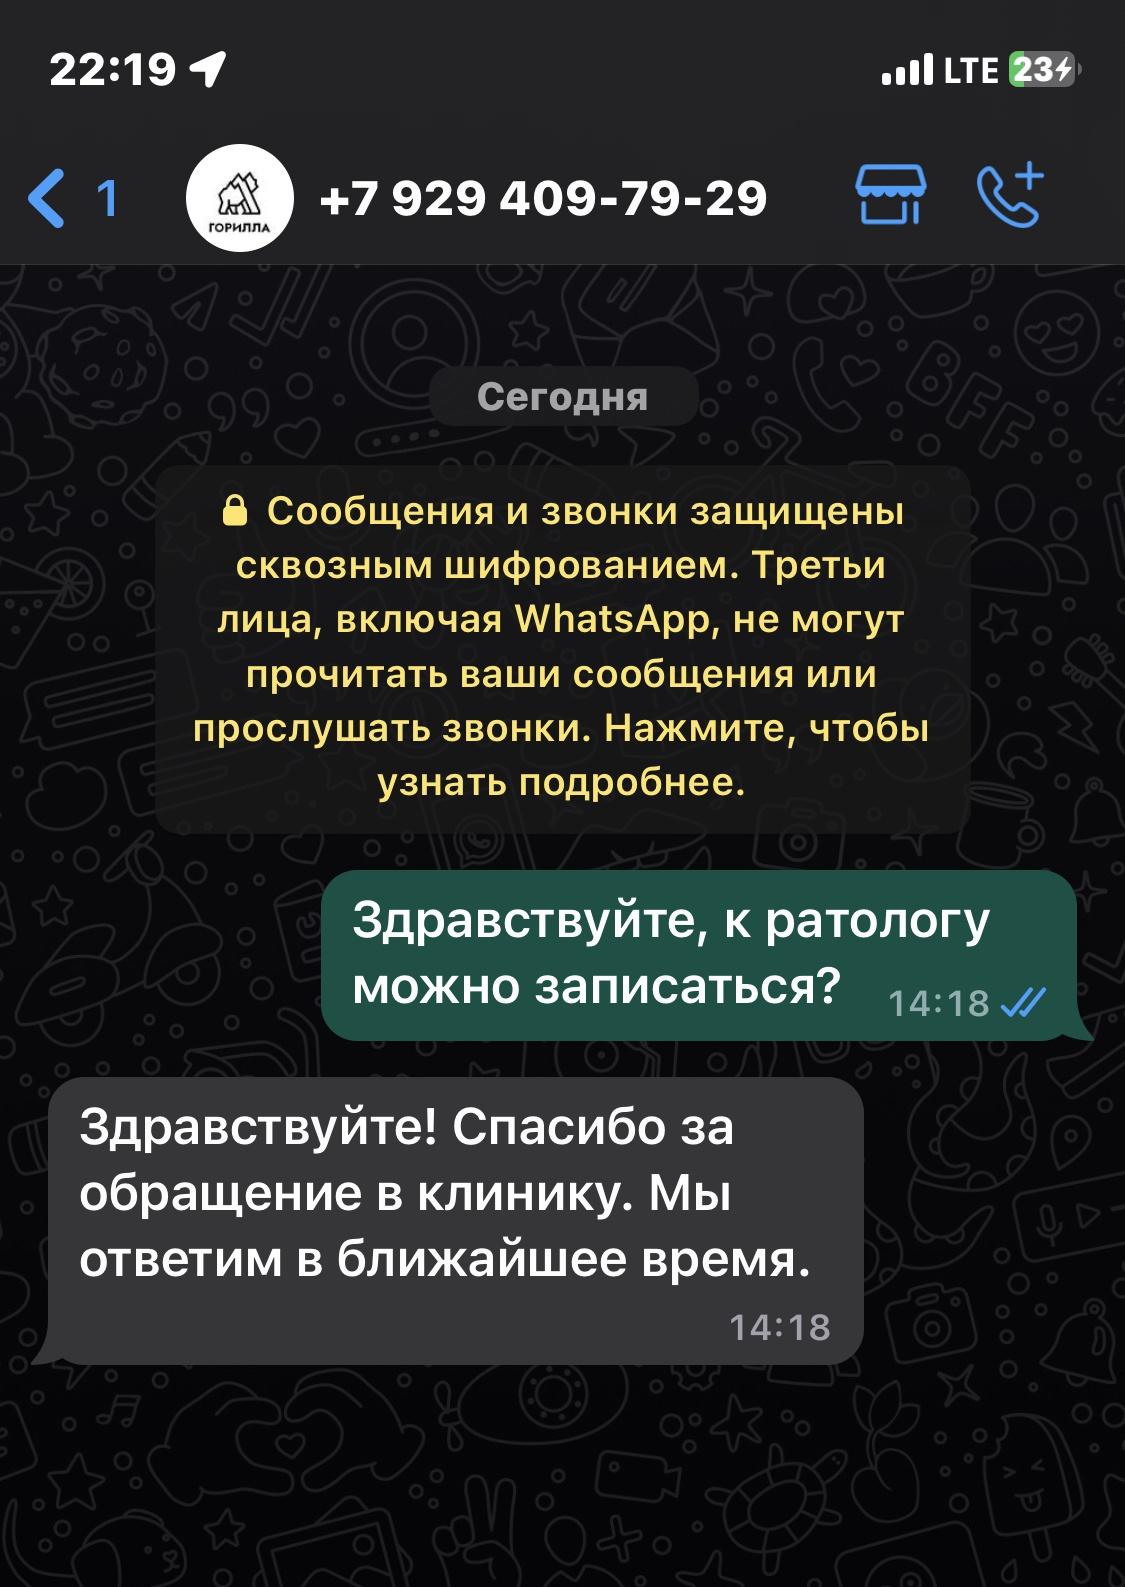 22:19
LTE 23
1
ГОРИЛЛА
+7 929 409-79-29
BFF
Сегодня
Сообщения и звонки защищены
сквозным шифрованием. Третьи
лица, включая WhatsApp, не могут
прочитать ваши сообщения или
прослушать звонки. Нажмите, чтобы
узнать подробнее.
Здравствуйте, к ратологу
можно записаться?
14:18
Здравствуйте! Спасибо за
обращение в клинику. Мы
ответим в ближайшее время.
14:18